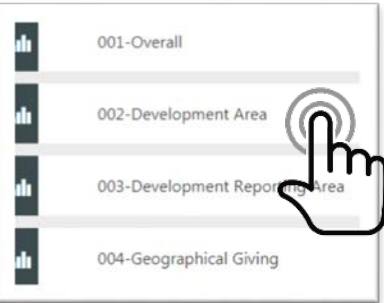 001-Overall
002-Development Area
003-Development Reporting Area
004-Geographical Giving